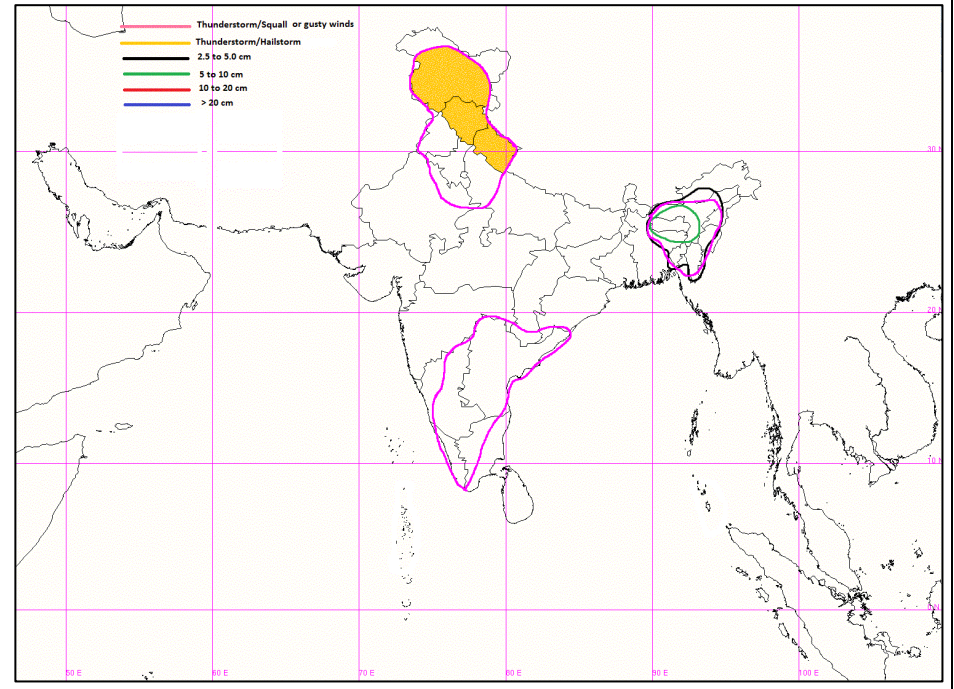 Thunderstorm/Squall or gusty winds
Thunderstorm/Hailstorm
2.5 to 5.0 cm
5 to 10 cm
10 to 20 cm
> 20 cm
30 N
20 N
10 N
50 E
60 E
70 E
80 E
90 E
100 E